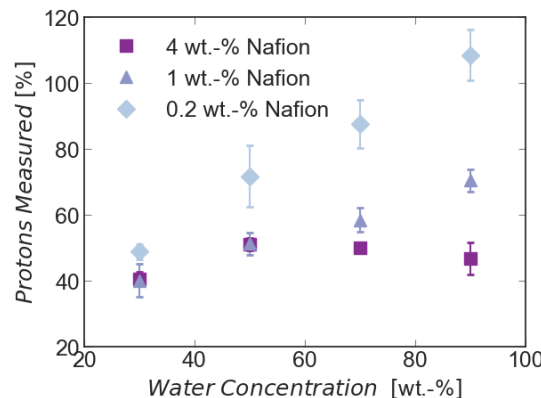 120
100
80
60
40
20
Protons Measured [%]
4 wt.-% Nafion
1 wt.-% Nafion
0.2 wt.-% Nafion
20 40 60 80 100
Water Concentration [wt.-%]